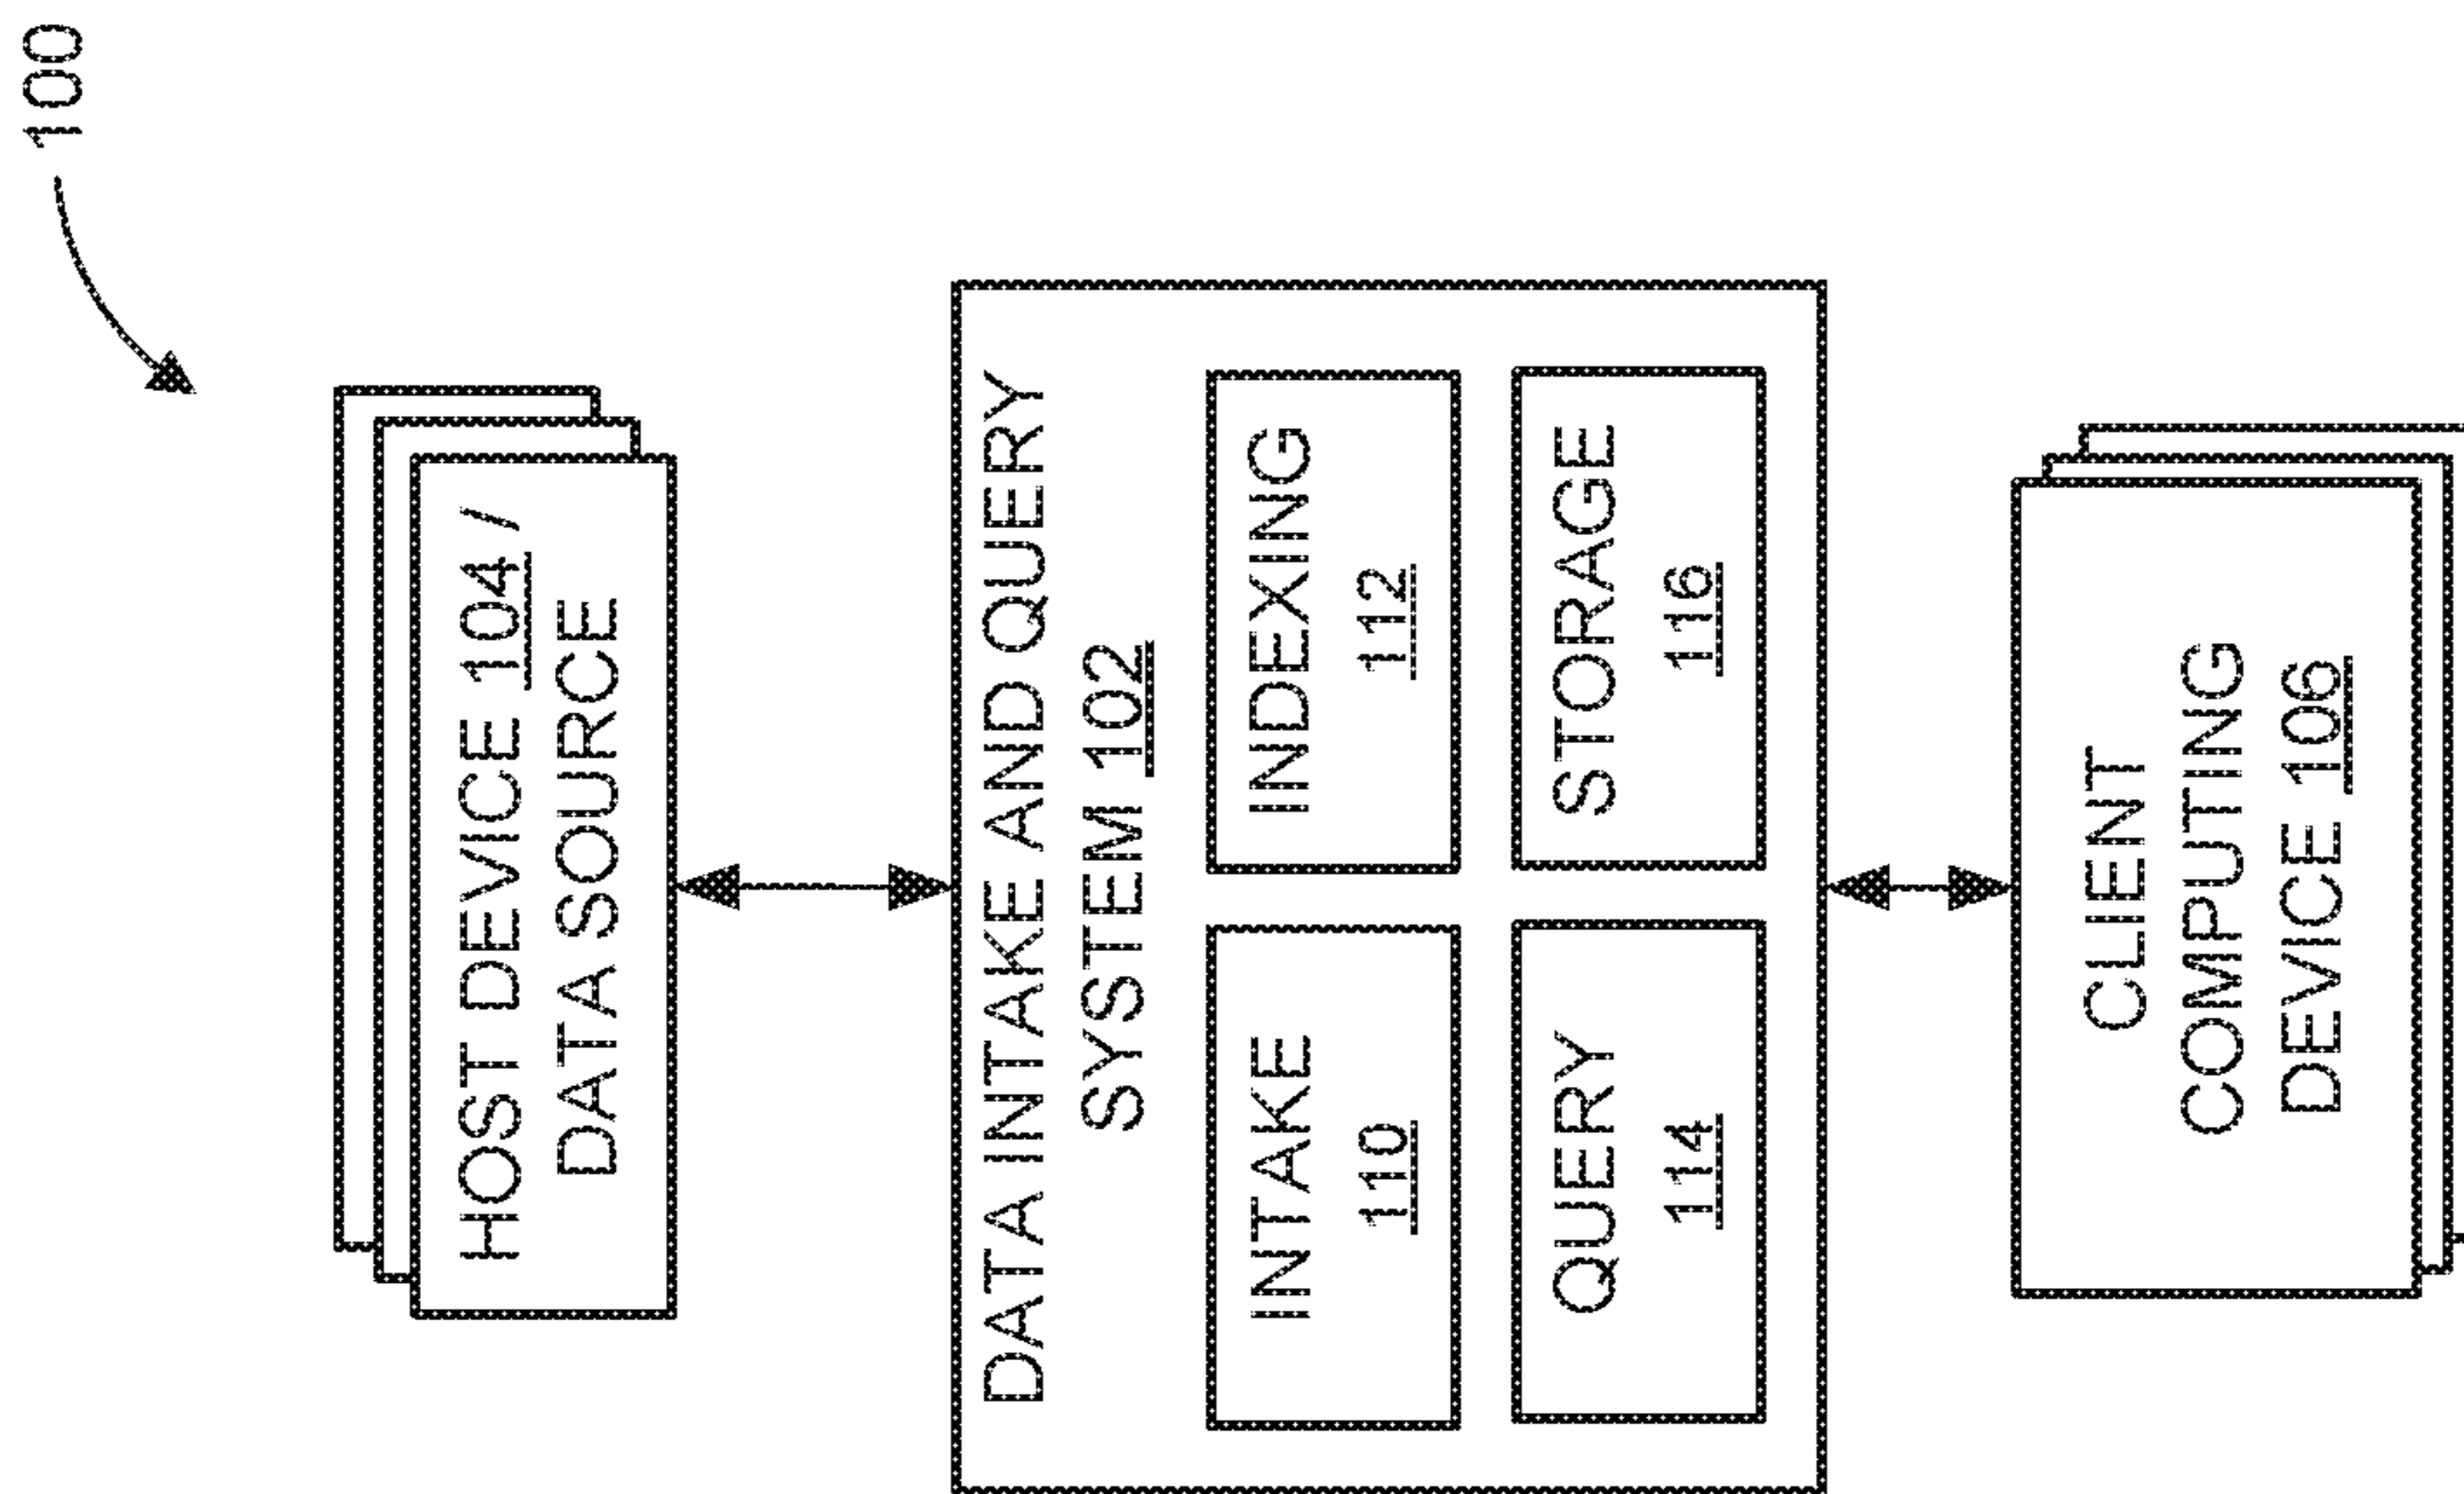 100
HOST DEVICE 104 /
DATA SOURCE
DATA INTAKE AND QUERY
SYSTEM 102
INTAKE
110
INDEXING
112
QUERY
114
STORAGE
116
CLIENT
COMPUTING
DEVICE 106